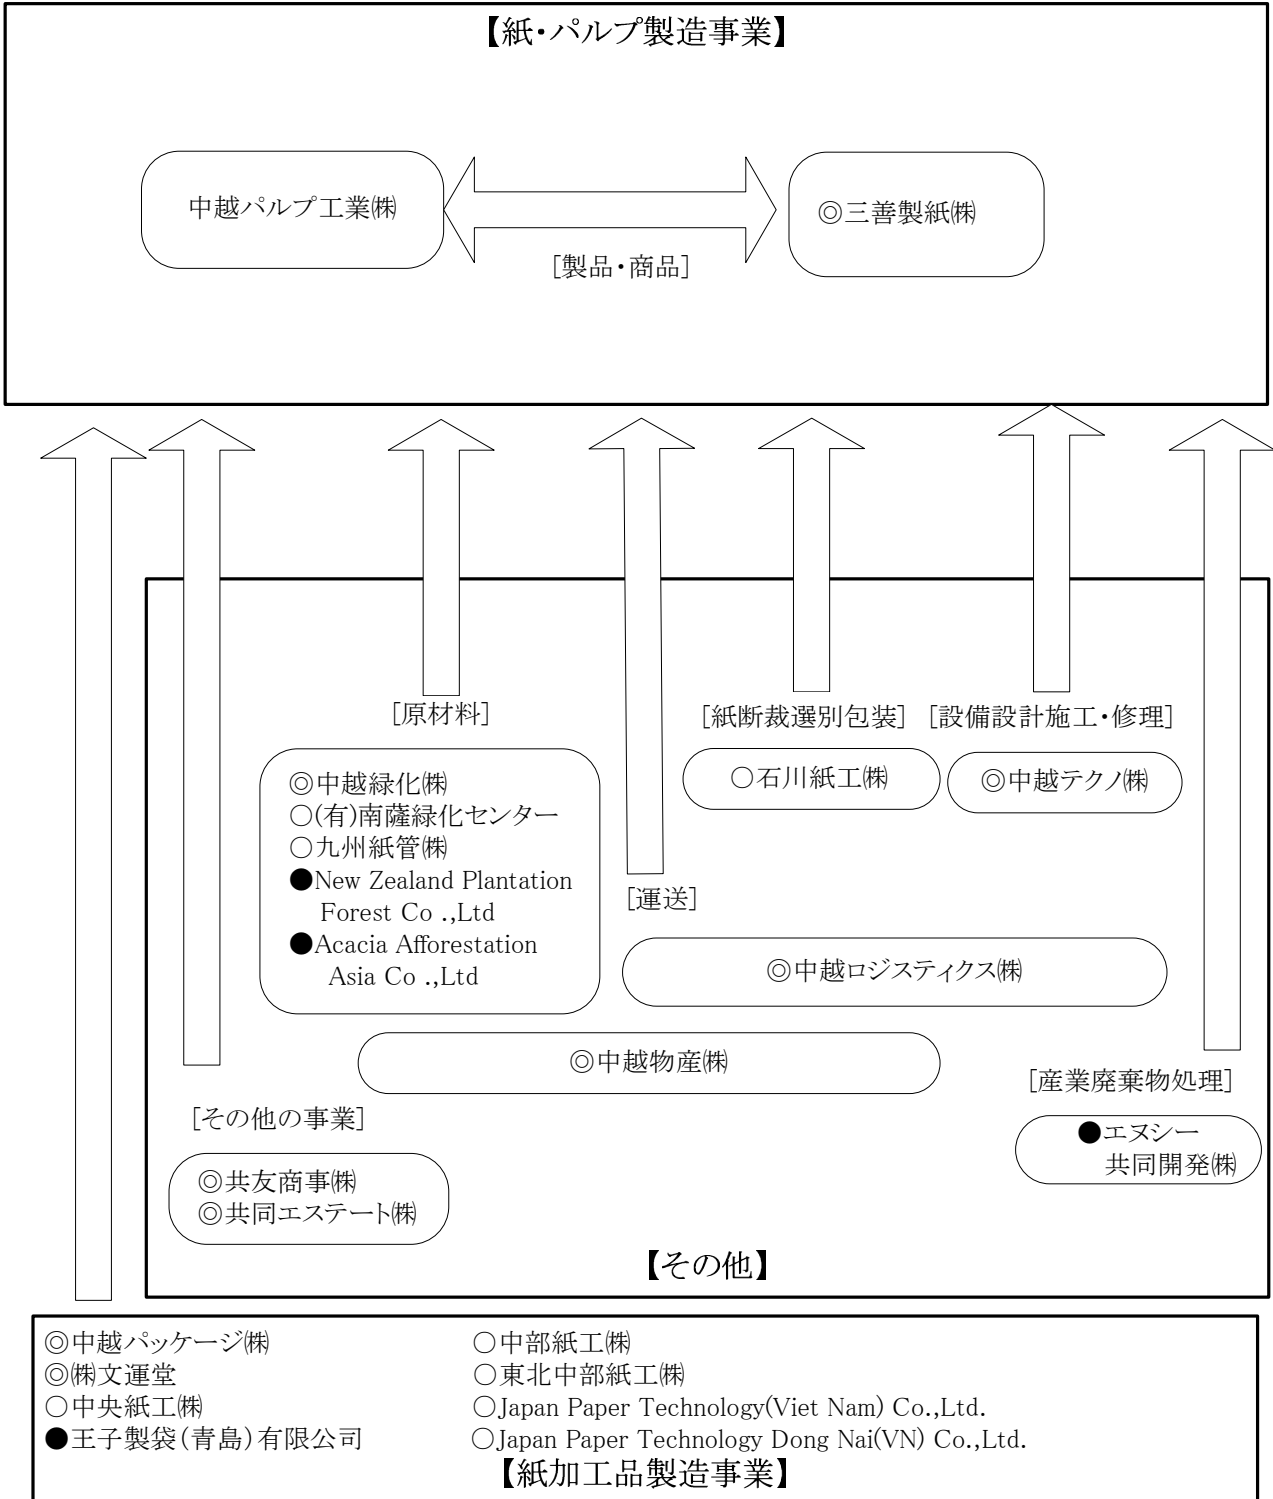 【紙・パルプ製造事業】
中越パルプ工業㈱
◎三善製紙㈱
[製品・商品]
[原材料]
[紙断裁選別包装]
[設備設計施工・修理]
◎中越緑化㈱
○(有)南薩緑化センター
○九州紙管㈱
●New Zealand Plantation
Forest Co .,Ltd
●Acacia Afforestation
Asia Co .,Ltd
○石川紙工㈱
◎中越テクノ㈱
[運送]
◎中越ロジスティクス㈱
◎中越物産㈱
[産業廃棄物処理]
●エヌシー
共同開発㈱
[その他の事業]
◎共友商事㈱
◎共同エステート㈱
【その他】
◎中越パッケージ㈱
◎㈱文運堂
○中央紙工㈱
●王子製袋(青島)有限公司
○中部紙工㈱
○東北中部紙工㈱
○Japan Paper Technology(Viet Nam) Co.,Ltd.
○Japan Paper Technology Dong Nai(VN) Co.,Ltd.
【紙加工品製造事業】